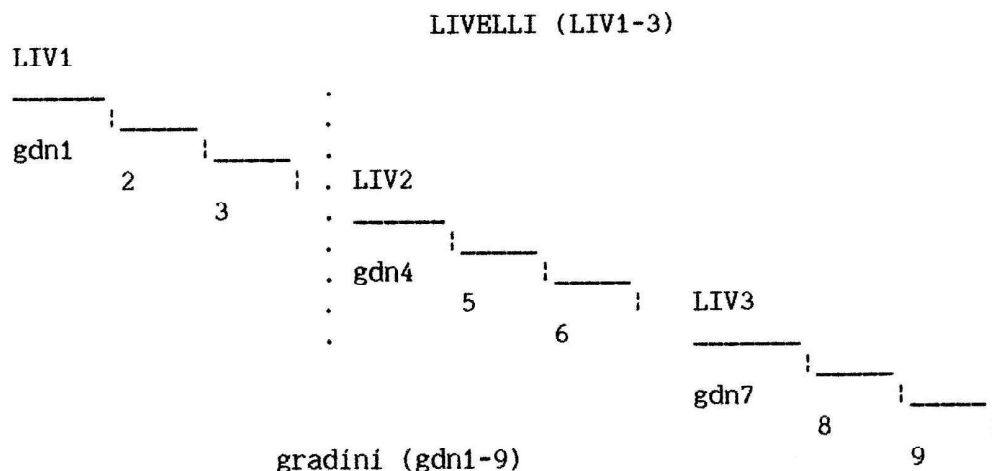 LIVELLI (LIV1-3)
LIV1
gdn1
2
3
LIV2
gdn4
5
6
LIV3
gdn7
8
9
gradini (gdn1-9)